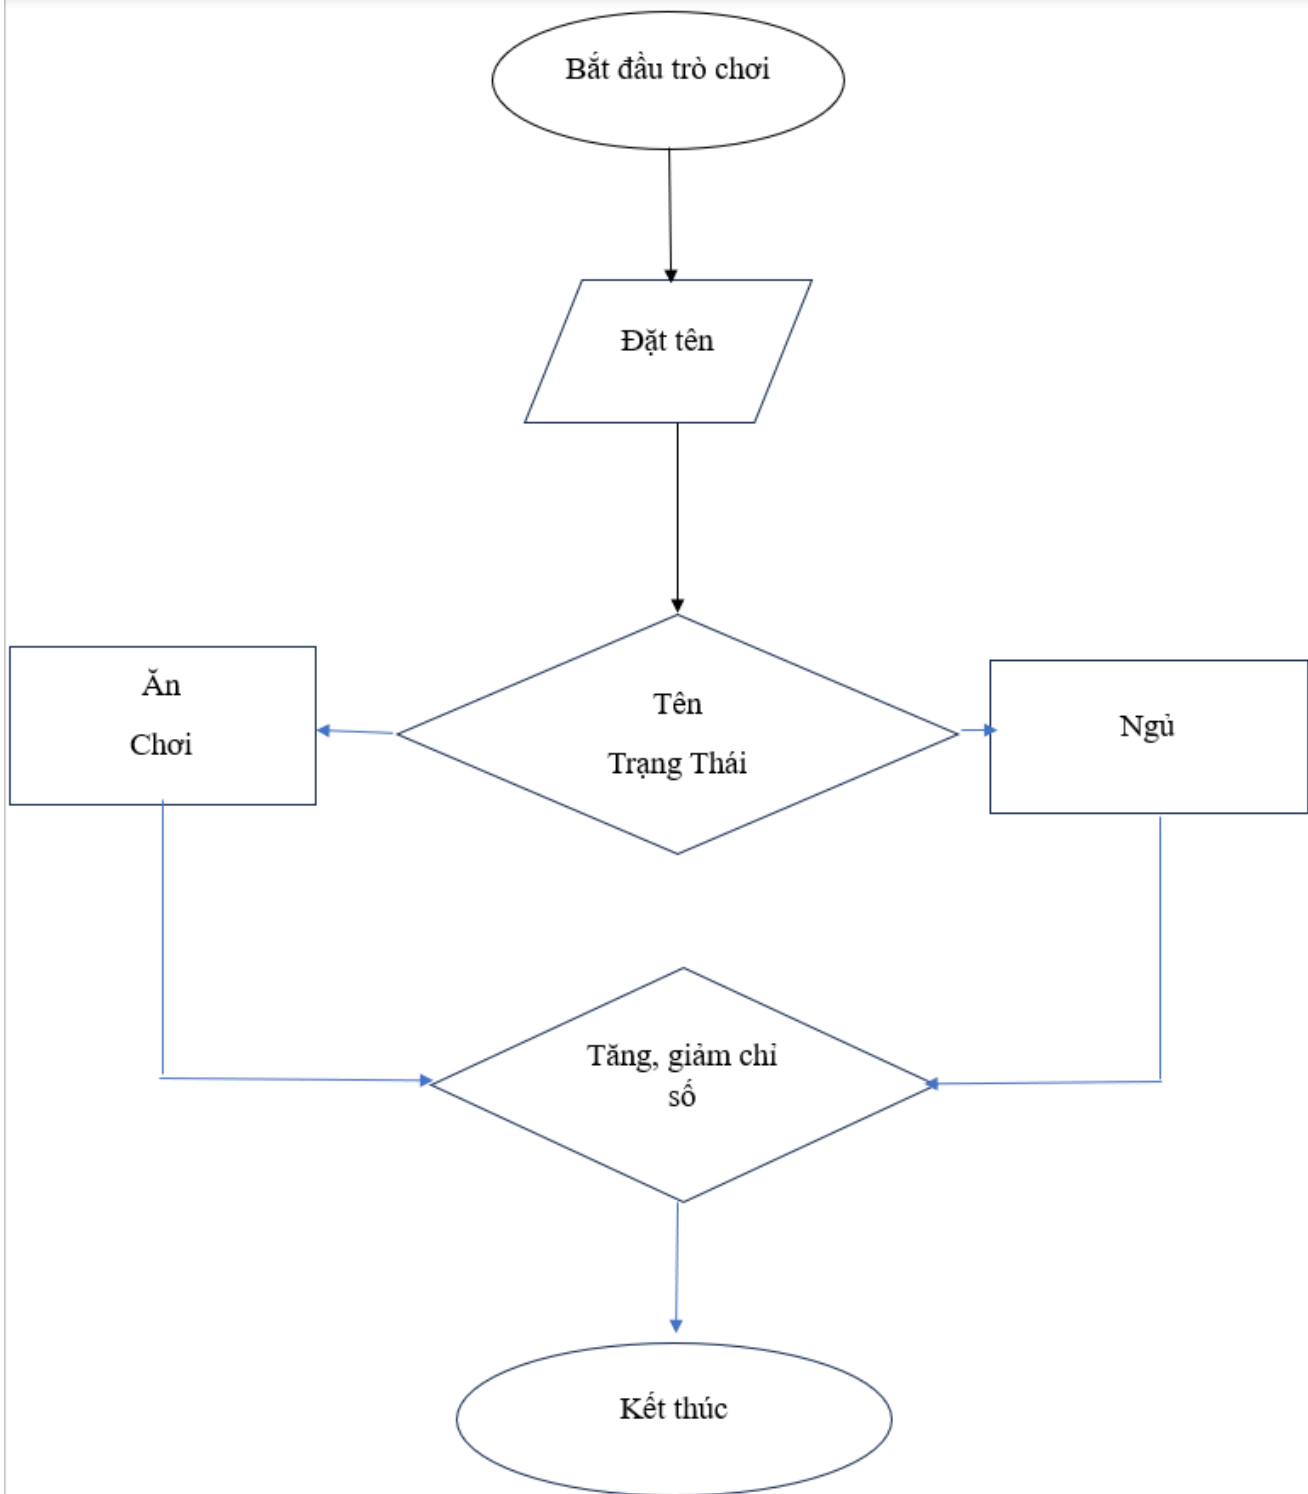 Bắt đầu trò chơi
Đặt tên
Ăn
Chơi
Tên
Trạng Thái
Ngủ
Tăng, giảm chỉ
số
Kết thúc